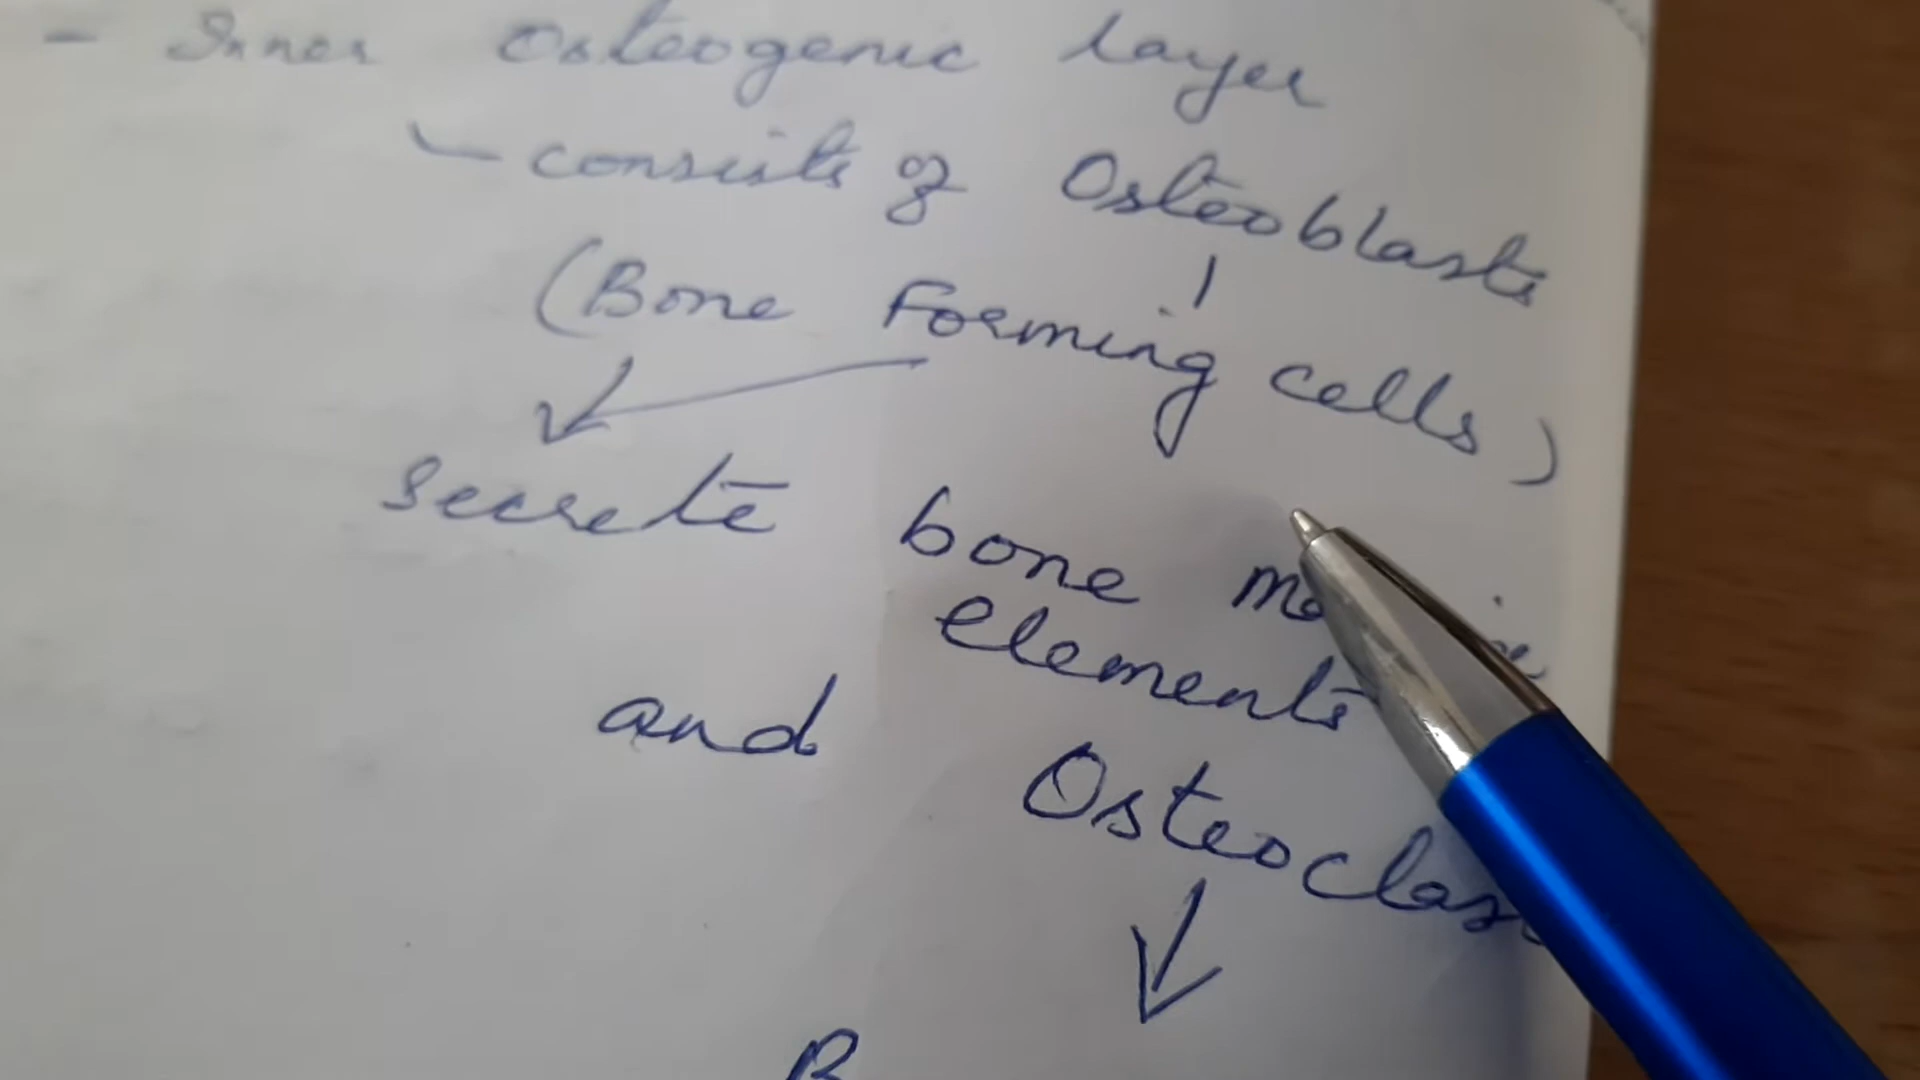 - Inner Osteogenic layer
- consists of Osteoblasts
(Bone Forming cells)
secrete bone
elements
and Osteoclas
B